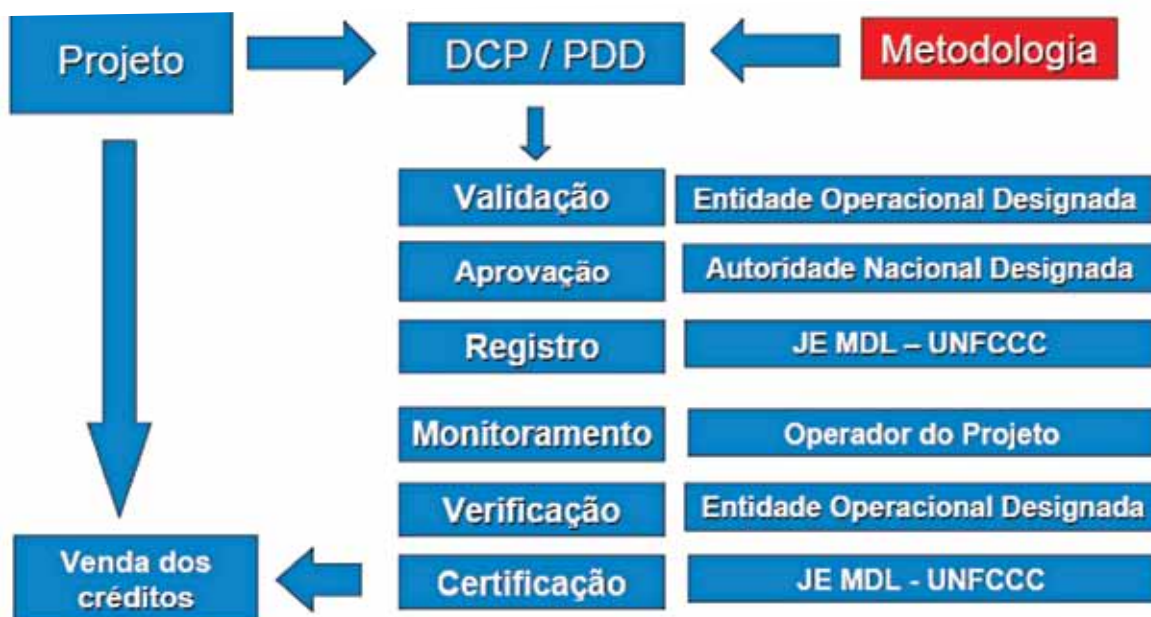 Projeto
DCP / PDD
Metodologia
Validação
Entidade Operacional Designada
Aprovação
Autoridade Nacional Designada
Registro
JE MDL – UNFCCC
Monitoramento
Operador do Projeto
Verificação
Entidade Operacional Designada
Venda dos
créditos
Certificação
JE MDL - UNFCCC